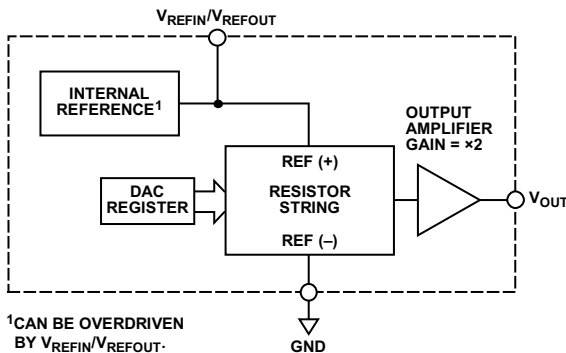 VREFIN/VREFOUT
INTERNAL
REFERENCE1
OUTPUT
AMPLIFIER
GAIN = ×2
REF (+)
DAC
REGISTER
RESISTOR
STRING
REF (–)
VOUT
GND
1CAN BE OVERDRIVEN
BY VREFIN/VREFOUT.